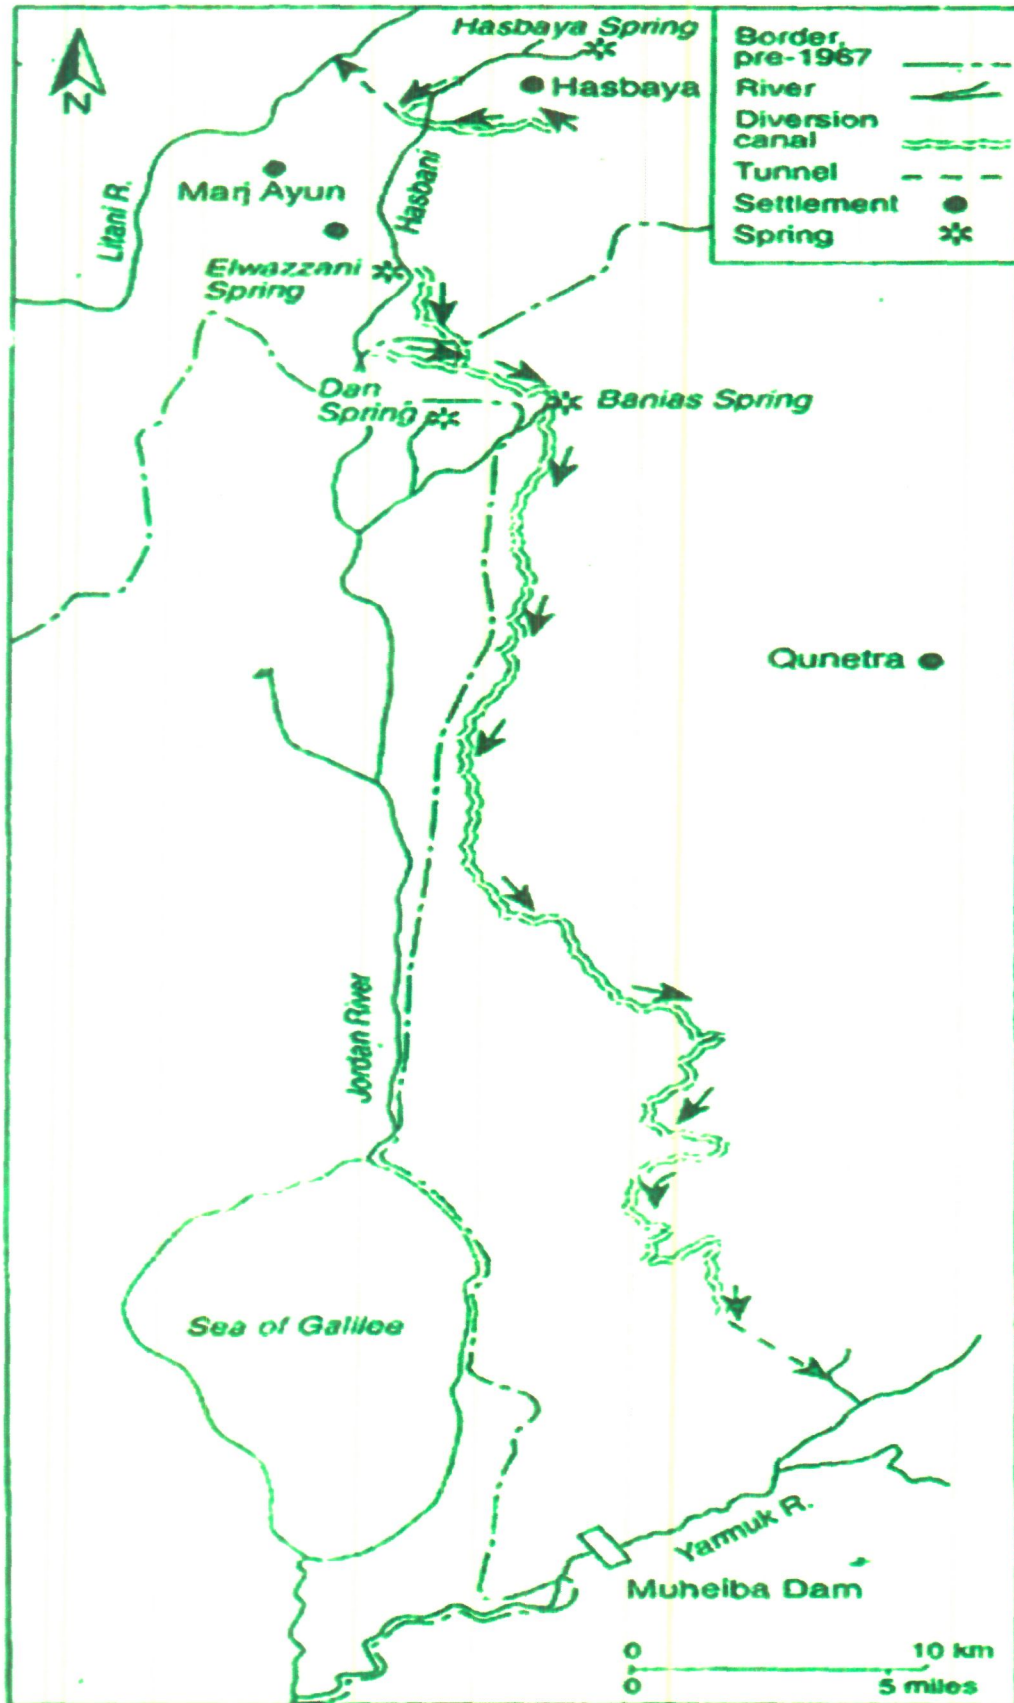 Hasbaya Spring
Hasbaya
Border,
pre-1967
River
Diversion
canal
Tunnel
Settlement
Spring
N
Litani R.
Marj Ayun
Hasbani
Elwazzani
Spring
Dan
Spring
Banias Spring
Qunetra
Jordan River
Sea of Galilee
Yarmuk R.
Muheiba Dam
0 10 km
0 5 miles